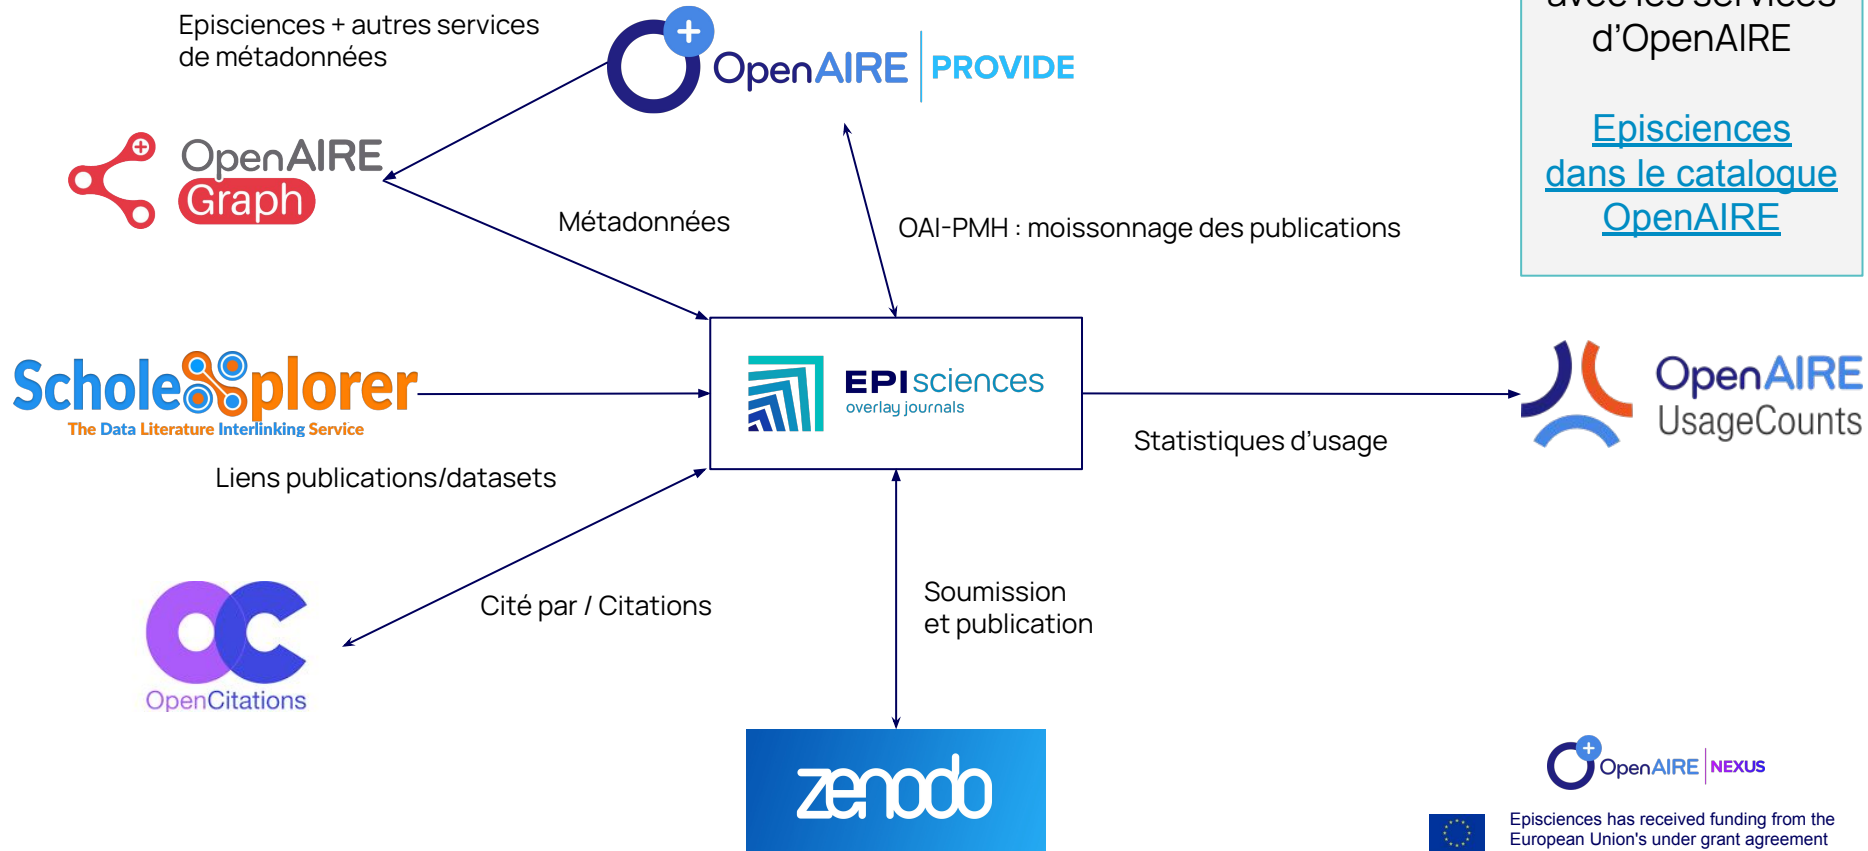 avec les services
d’OpenAIRE
Episciences
dans le catalogue
OpenAIRE
Episciences + autres services
de métadonnées
OpenAIRE PROVIDE
OpenAIRE
Graph
Métadonnées
OAI-PMH : moissonnage des publications
ScholeXplorer
The Data Literature Interlinking Service
Liens publications/datasets
EPIsciences
overlay journals
Statistiques d’usage
OpenAIRE
UsageCounts
OpenCitations
Cité par / Citations
Soumission
et publication
zenodo
OpenAIRE NEXUS
Episciences has received funding from the
European Union's under grant agreement